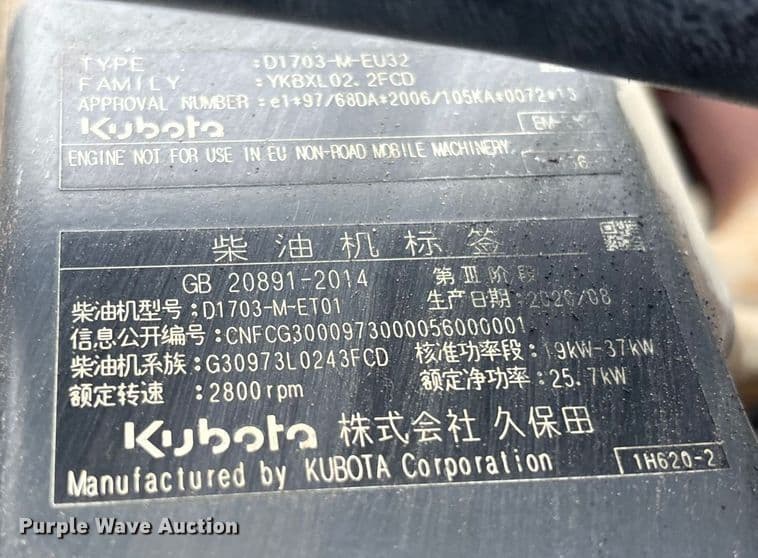 TYPE : D1703-M-EU32
FAMILY : YKBXL02.2FCD
APPROVAL NUMBER : e1*97/68DA*2006/105KA*0072*13
Kubota
ENGINE NOT FOR USE IN EU NON-ROAD MOBILE MACHINERY.
柴油机标签
GB 20891-2014 第Ⅲ阶段
柴油机型号:D1703-M-ET01 生产日期:2020/08
信息公开编号:CNFCG3000973000056000001
柴油机系族:G30973L0243FCD 核准功率段:19kW-37kW
额定转速 :2800rpm 额定净功率:25.7kW
Kubota 株式会社 久保田
Manufactured by KUBOTA Corporation 1H620-2
Purple Wave Auction